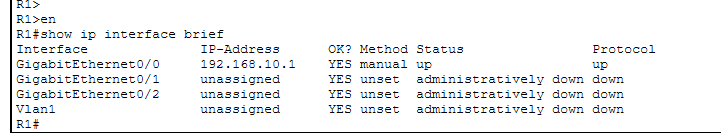 R1>
R1>en
R1#show ip interface brief
Interface              IP-Address      OK? Method Status                Protocol
GigabitEthernet0/0     192.168.10.1    YES manual up                    up
GigabitEthernet0/1     unassigned      YES unset  administratively down down
GigabitEthernet0/2     unassigned      YES unset  administratively down down
Vlan1                  unassigned      YES unset  administratively down down
R1#